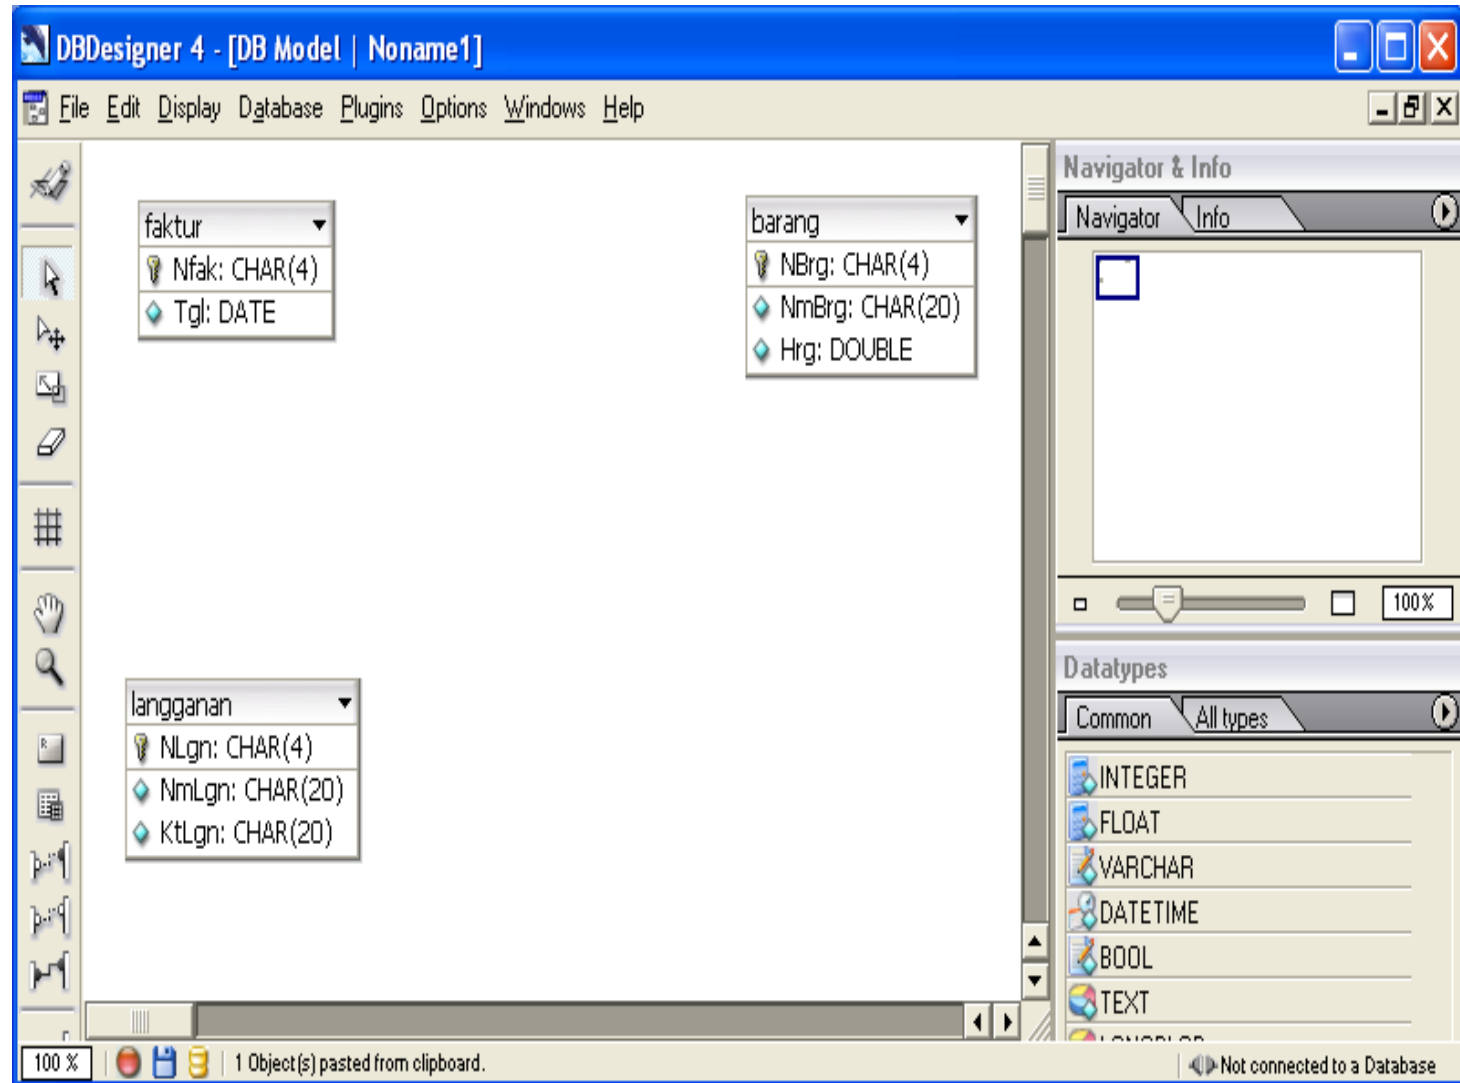 DBDesigner 4 - [DB Model | Noname1]
File Edit Display Database Plugins Options Windows Help
faktur
Nfak: CHAR(4)
Tgl: DATE
barang
NBrg: CHAR(4)
NmBrg: CHAR(20)
Hrg: DOUBLE
langganan
NLgn: CHAR(4)
NmLgn: CHAR(20)
KtLgn: CHAR(20)
Navigator & Info
Navigator Info
100%
Datatypes
Common All types
INTEGER
FLOAT
VARCHAR
DATETIME
BOOL
TEXT
100 % 1 Object(s) pasted from clipboard. Not connected to a Database